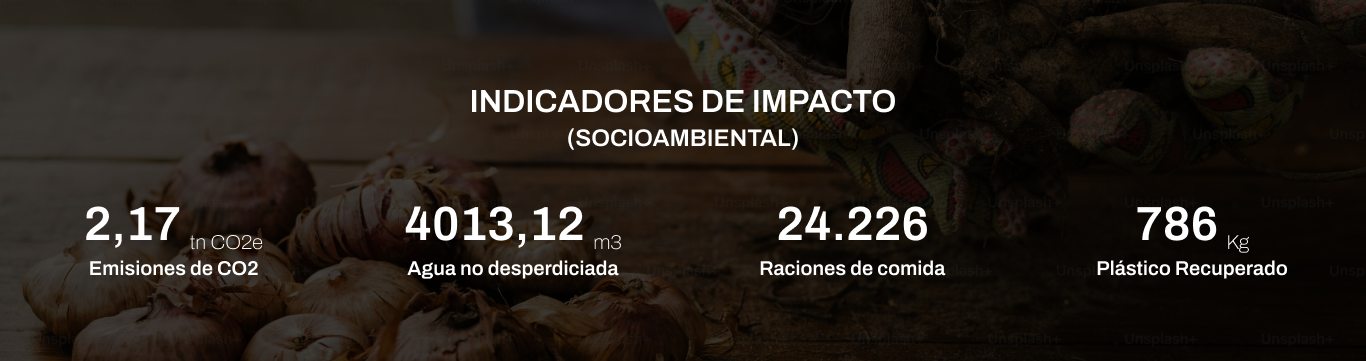 INDICADORES DE IMPACTO
(SOCIOAMBIENTAL)
2,17 tn CO2e
Emisiones de CO2
4013,12 m3
Agua no desperdiciada
24.226
Raciones de comida
786 Kg
Plástico Recuperado
Unsplash+